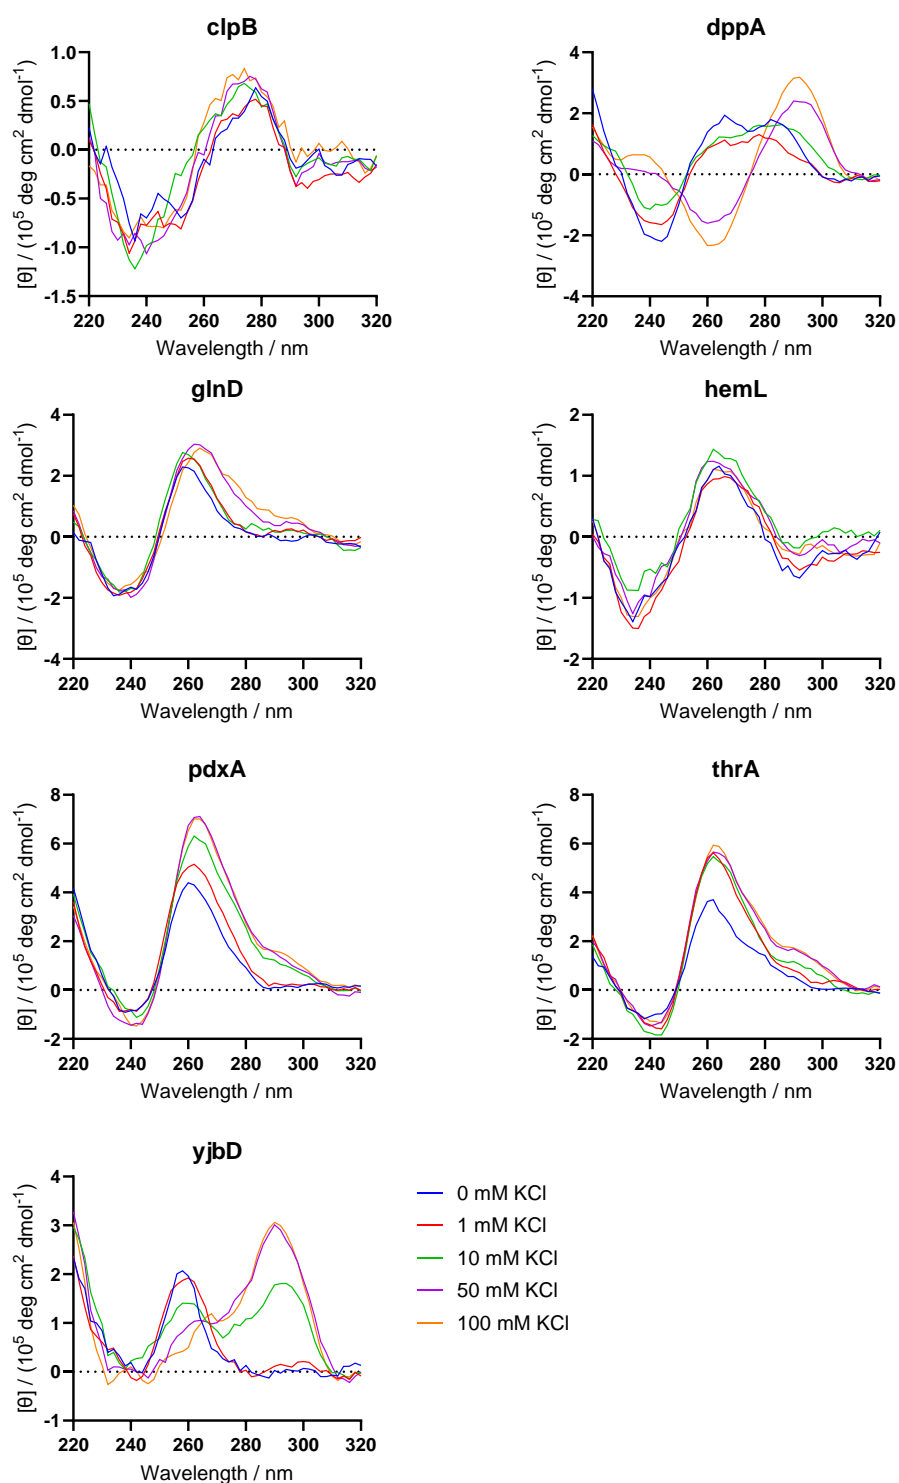 clpB
1.0
0.5
0.0
-0.5
-1.0
-1.5
220 240 260 280 300 320
Wavelength / nm
[θ] / (10⁵ deg cm² dmol⁻¹)
dppA
4
2
0
-2
-4
220 240 260 280 300 320
Wavelength / nm
[θ] / (10⁵ deg cm² dmol⁻¹)
glnD
4
2
0
-2
-4
220 240 260 280 300 320
Wavelength / nm
[θ] / (10⁵ deg cm² dmol⁻¹)
hemL
2
1
0
-1
-2
220 240 260 280 300 320
Wavelength / nm
[θ] / (10⁵ deg cm² dmol⁻¹)
pdxA
8
6
4
2
0
-2
220 240 260 280 300 320
Wavelength / nm
[θ] / (10⁵ deg cm² dmol⁻¹)
thrA
8
6
4
2
0
-2
220 240 260 280 300 320
Wavelength / nm
[θ] / (10⁵ deg cm² dmol⁻¹)
yjbD
4
3
2
1
0
-1
220 240 260 280 300 320
Wavelength / nm
[θ] / (10⁵ deg cm² dmol⁻¹)
0 mM KCl
1 mM KCl
10 mM KCl
50 mM KCl
100 mM KCl